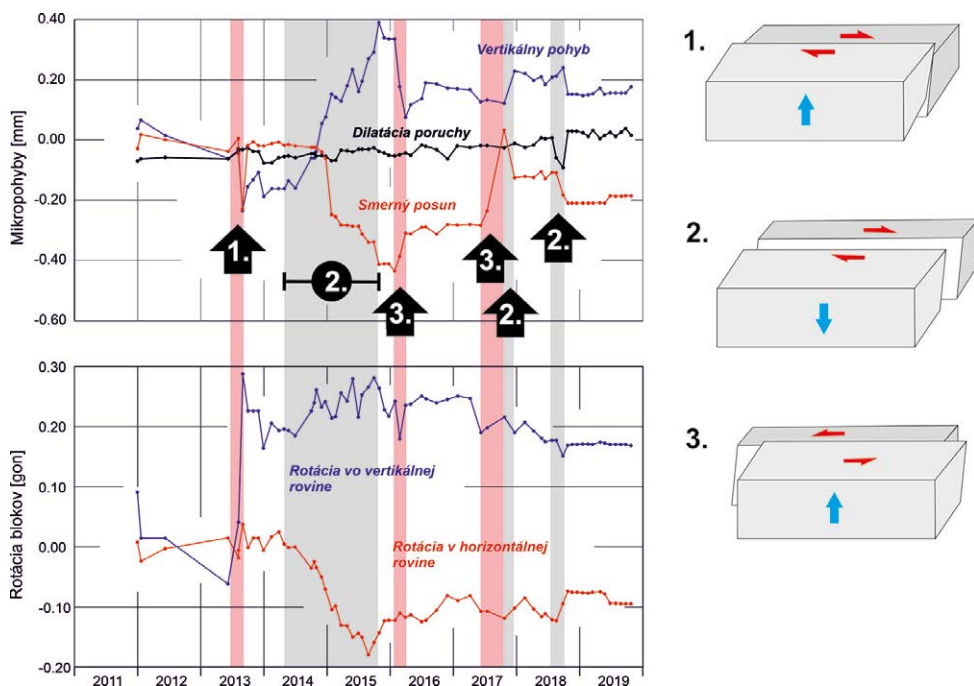 0.40
0.20
0.00
-0.20
-0.40
-0.60
Mikropohyby [mm]
Vertikálny pohyb
Dilatácia poruchy
Smerný posun
1.
2.
3.
3.
2.
2.
0.30
0.20
0.10
0.00
-0.10
-0.20
Rotácia blokov [gon]
Rotácia vo vertikálnej
rovine
Rotácia v horizontálnej
rovine
2011 2012 2013 2014 2015 2016 2017 2018 2019
1.
2.
3.